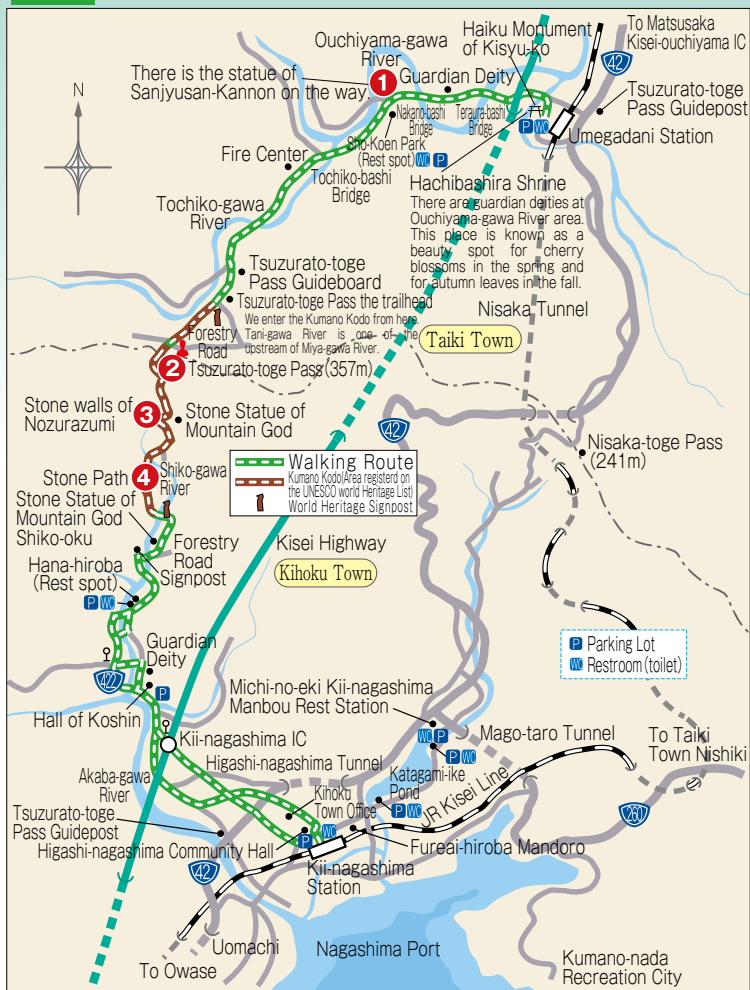 Haiku Monument
of Kisyu-ko
To Matsusaka
Kisei-ouchiyama IC
42
Ouchiyama-gawa
River
There is the statue of
Sanjyusan-Kannon on the way.
1
Guardian Deity
Tsuzurato-toge
Pass Guidepost
N
Nakano-bashi
Bridge
Teraura-bashi
Bridge
P WC
Umegadani Station
Sho-Koen Park
(Rest spot) WC P
Fire Center
Tochiko-bashi
Bridge
Hachibashira Shrine
There are guardian deities at
Ouchiyama-gawa River area.
This place is known as a
beauty spot for cherry
blossoms in the spring and
for autumn leaves in the fall.
Tochiko-gawa
River
Tsuzurato-toge
Pass Guideboard
Tsuzurato-toge Pass the trailhead
We enter the Kumano Kodo from here.
Tani-gawa River is one of the
upstream of Miya-gawa River.
Nisaka Tunnel
Forestry
Road
Taiki Town
2
Tsuzurato-toge Pass(357m)
3
Stone walls of
Nozurazumi
Stone Statue of
Mountain God
42
Nisaka-toge Pass
(241m)
Walking Route
Kumano Kodo(Area registerd on
the UNESCO world Heritage List)
World Heritage Signpost
Stone Path
4
Shiko-gawa
River
Stone Statue of
Mountain God
Shiko-oku
Forestry
Road
Signpost
Kisei Highway
Kihoku Town
Hana-hiroba
(Rest spot)
P WC
P Parking Lot
WC Restroom(toilet)
Guardian
Deity
422
Hall of Koshin
P
Michi-no-eki Kii-nagashima
Manbou Rest Station
WC P
P WC
Mago-taro Tunnel
To Taiki
Town Nishiki
Kii-nagashima IC
Higashi-nagashima Tunnel
Akaba-gawa
River
Katagami-ike
Pond
P WC
JR Kisei Line
Kihoku
Town Office
Tsuzurato-toge
Pass Guidepost
260
Higashi-nagashima Community Hall
P
WC
Fureai-hiroba Mandoro
Kii-nagashima
Station
42
Uomachi
To Owase
Nagashima Port
Kumano-nada
Recreation City